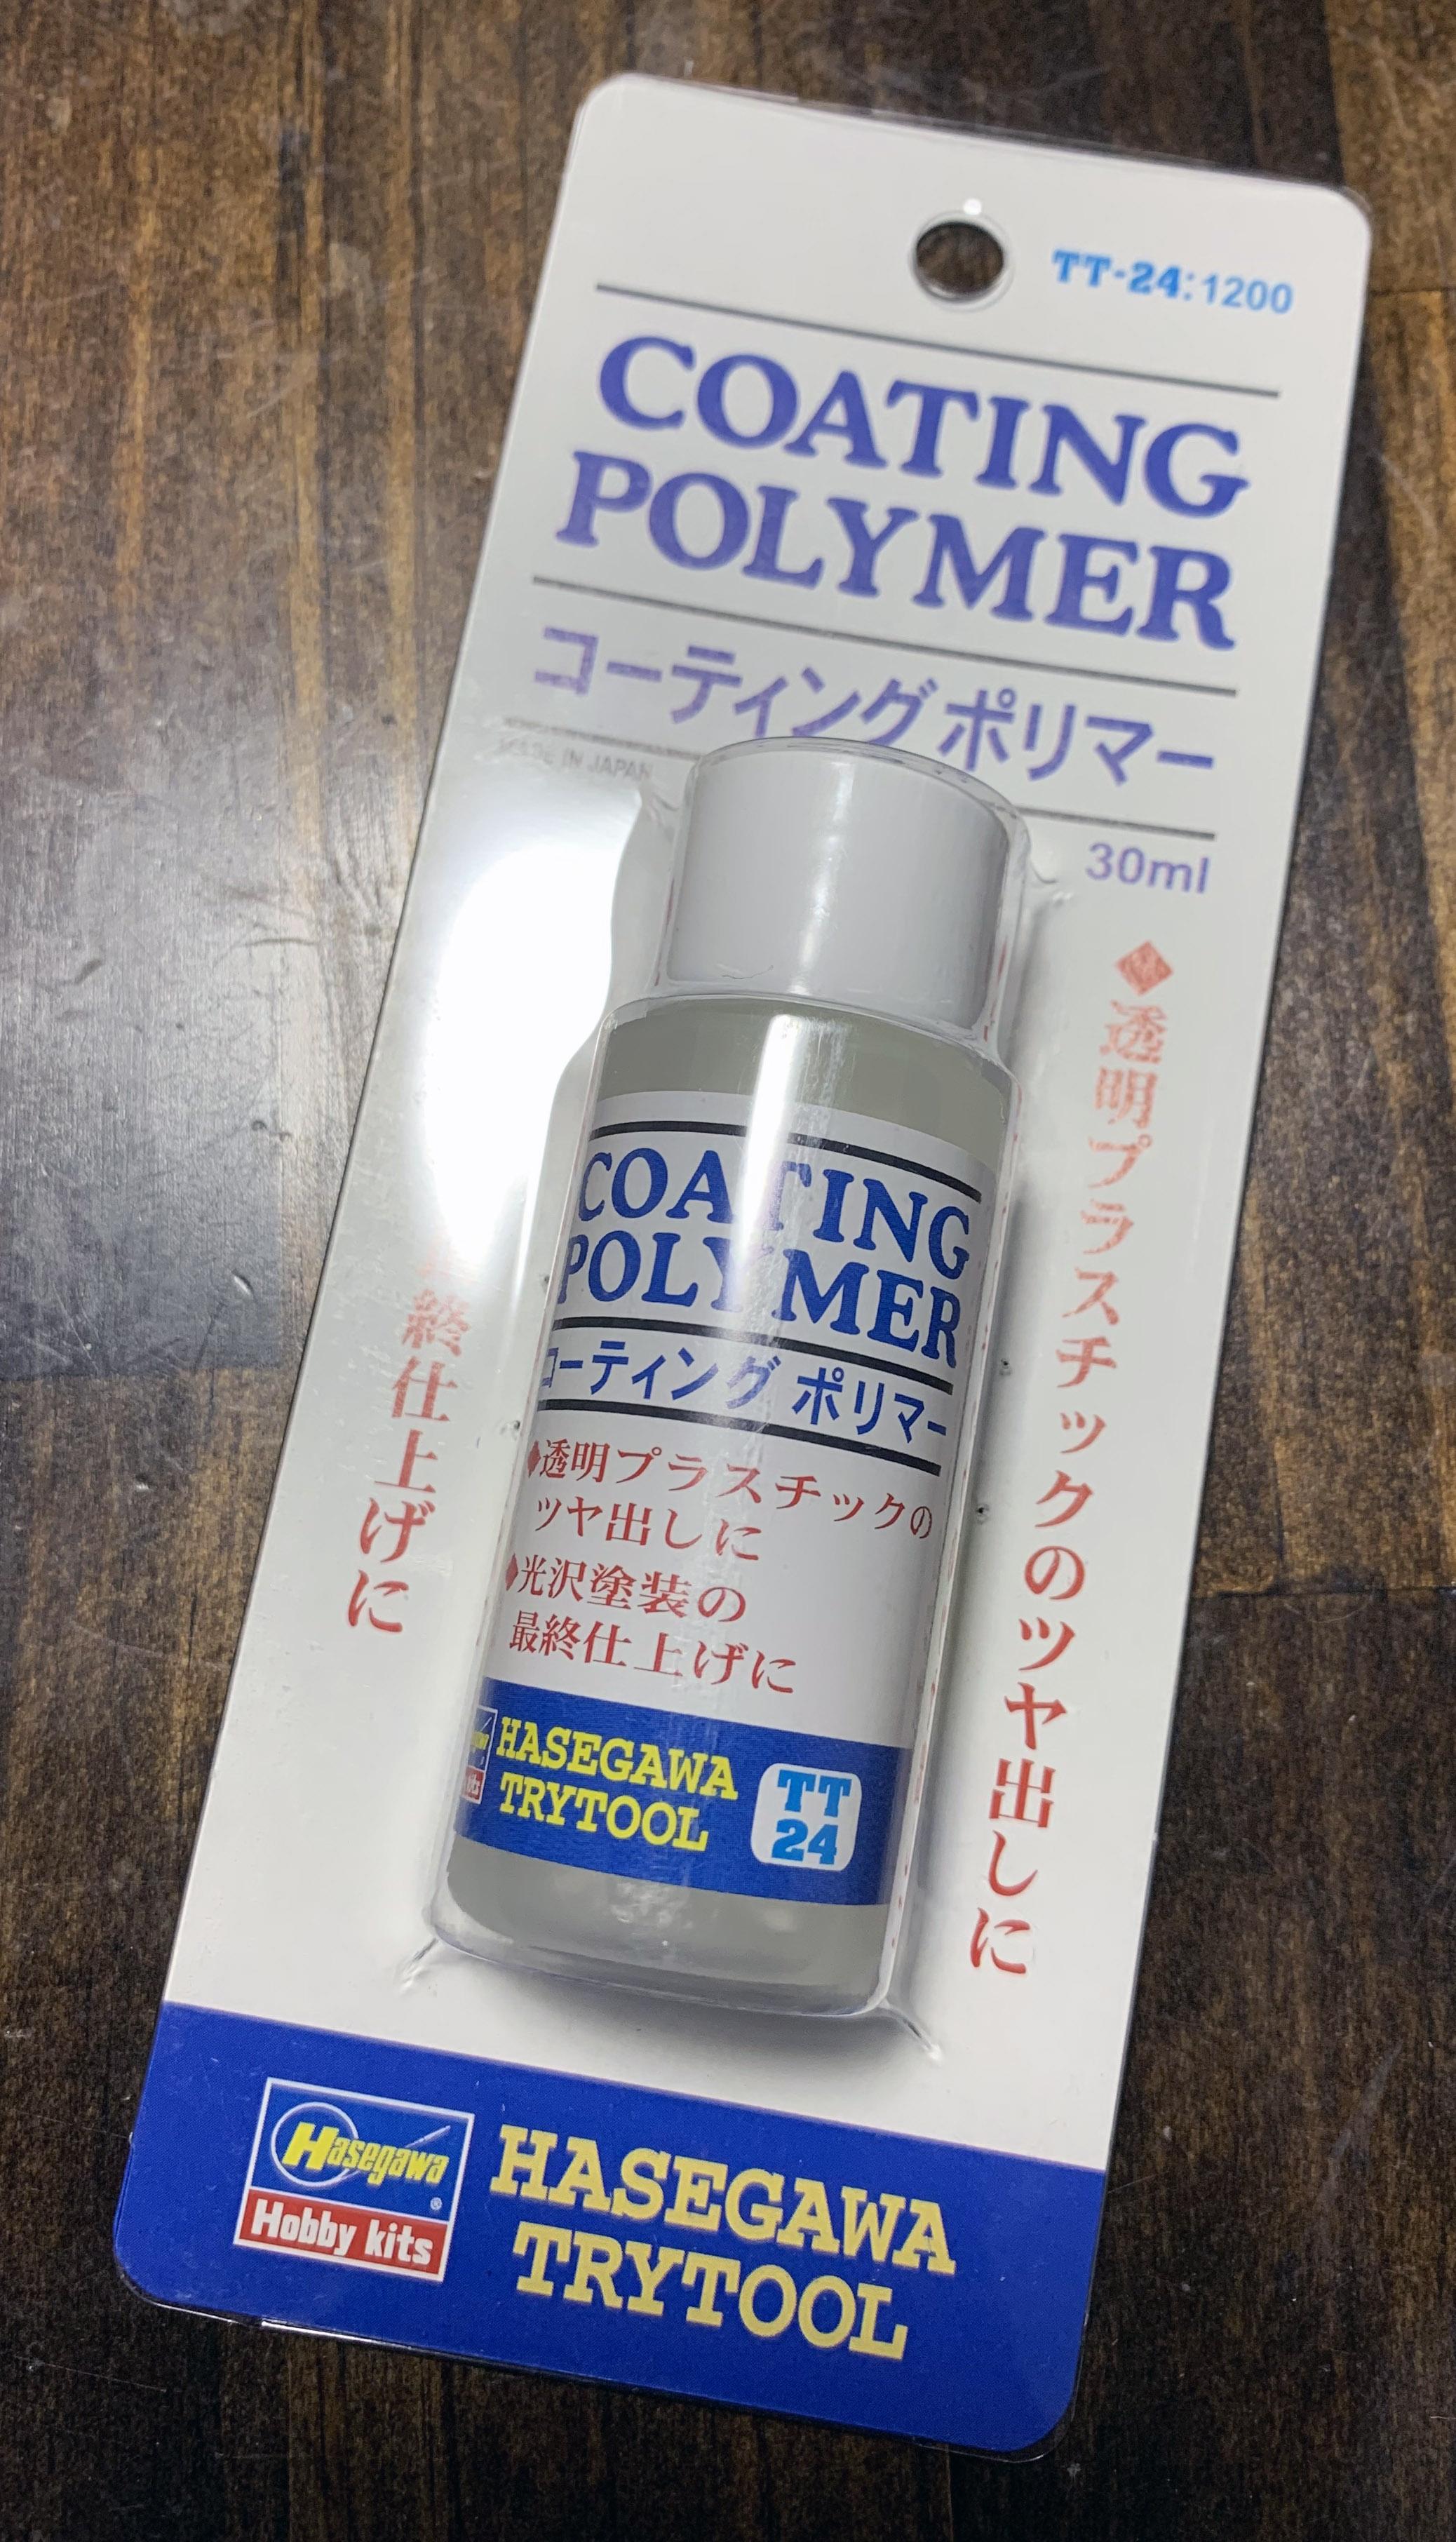 TT-24:1200
COATING
POLYMER
コーティング ポリマー
IN JAPAN
30ml
◆透明プラスチックのツヤ出しに
終仕上げに
COATING
POLYMER
コーティング ポリマー
◆透明プラスチックの
ツヤ出しに
◆光沢塗装の
最終仕上げに
HASEGAWA
TRYTOOL
TT
24
Hasegawa
®
Hobby kits
HASEGAWA
TRYTOOL